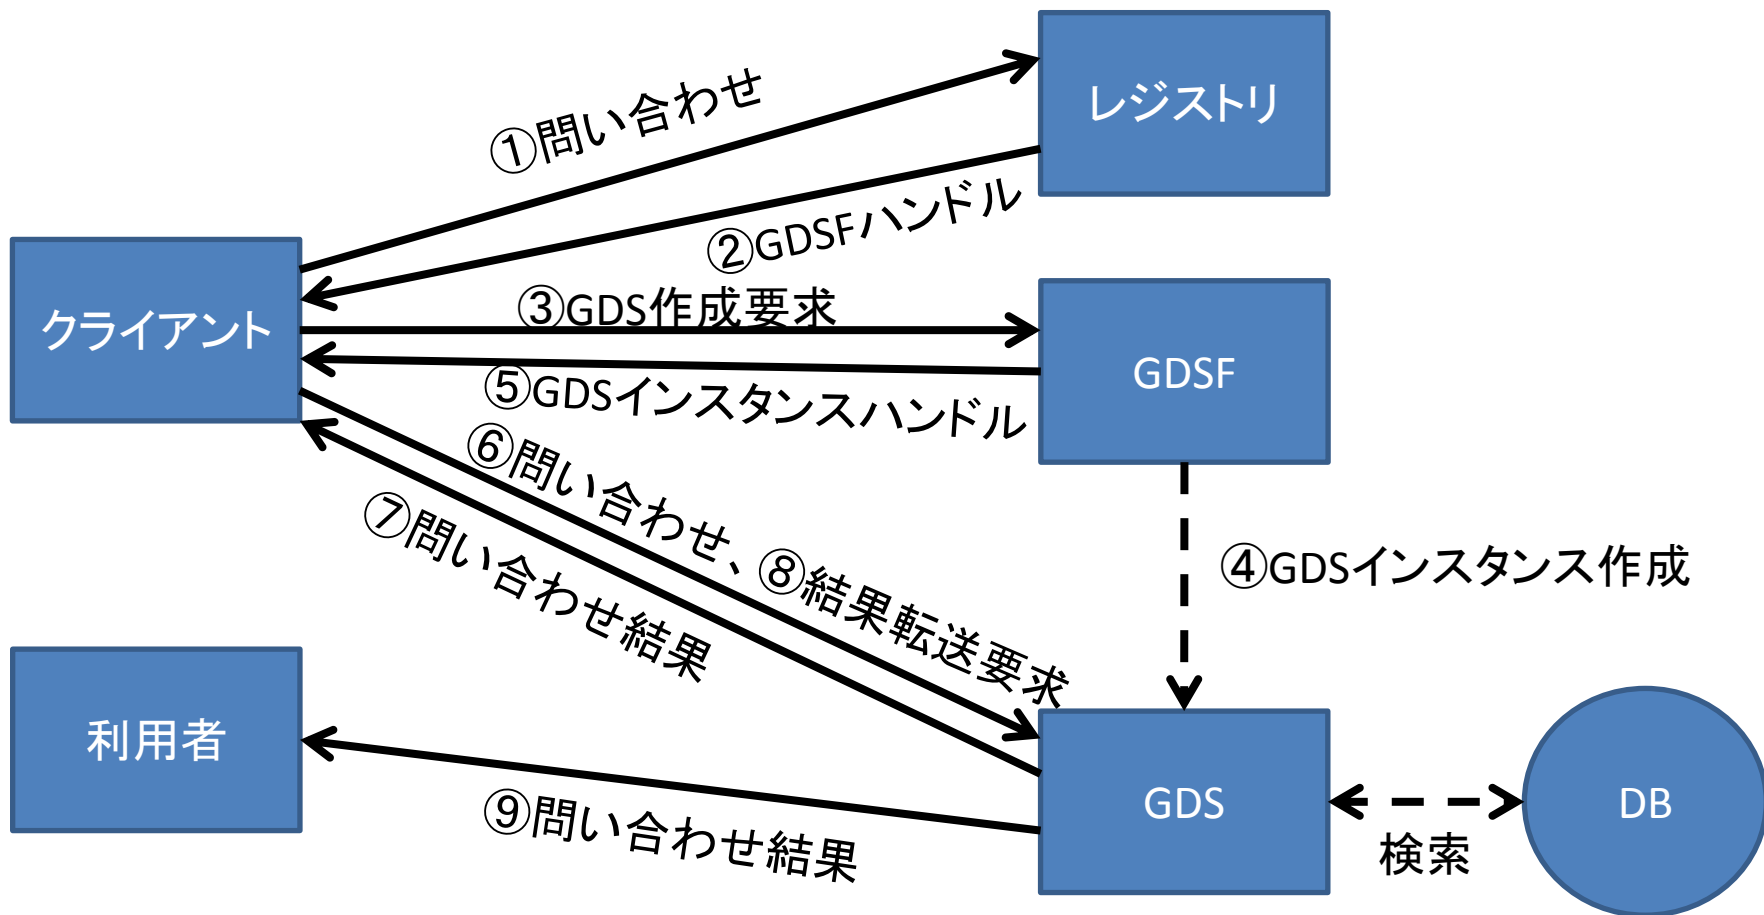 レジストリ
①問い合わせ
②GDSFハンドル
クライアント
③GDS作成要求
GDSF
⑤GDSインスタンスハンドル
⑥問い合わせ、⑧結果転送要求
⑦問い合わせ結果
④GDSインスタンス作成
利用者
GDS
DB
⑨問い合わせ結果
検索